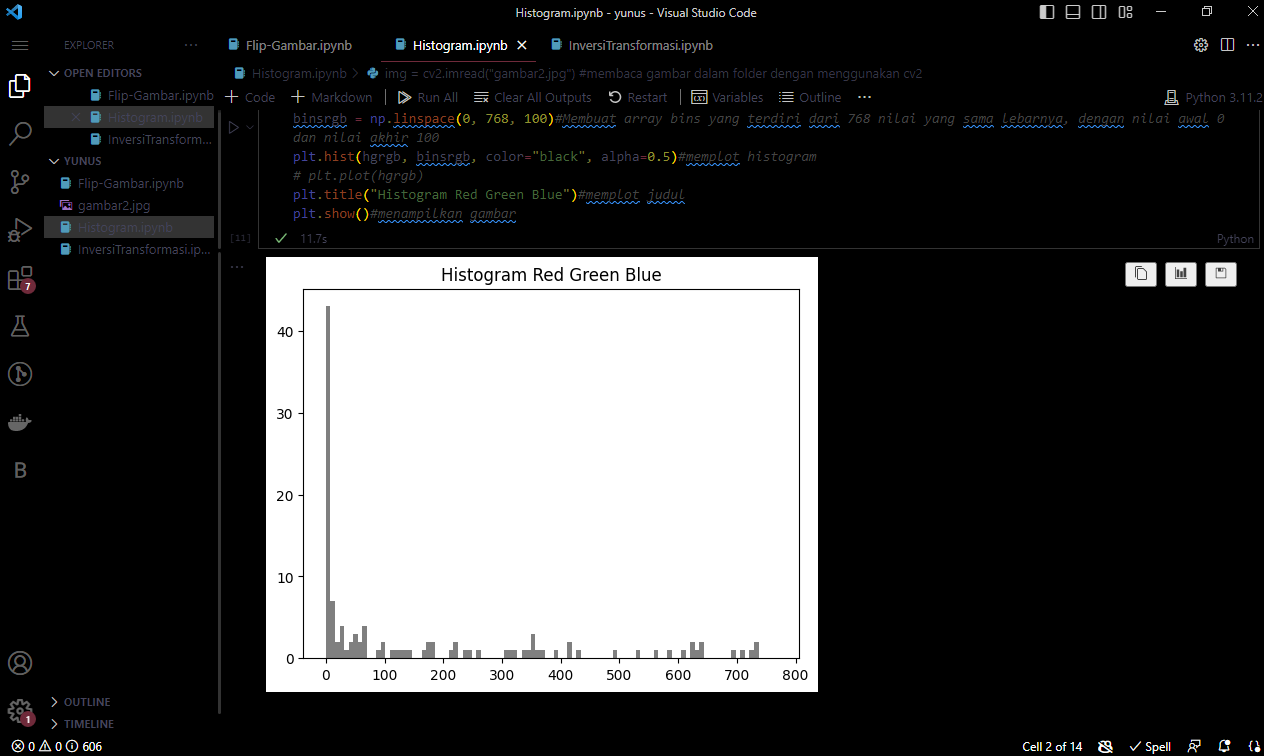 Histogram.ipynb - yunus - Visual Studio Code
EXPLORER
Flip-Gambar.ipynb
Histogram.ipynb
InversiTransformasi.ipynb
OPEN EDITORS
Flip-Gambar.ipynb
Histogram.ipynb
InversiTransform...
YUNUS
Flip-Gambar.ipynb
gambar2.jpg
Histogram.ipynb
InversiTransformasi.ip...
7
Histogram.ipynb > img = cv2.imread("gambar2.jpg") #membaca gambar dalam folder dengan menggunakan cv2
+ Code + Markdown Run All Clear All Outputs Restart Variables Outline ... Python 3.11.2
binsrgb = np.linspace(0, 768, 100)#Membuat array bins yang terdiri dari 768 nilai yang sama lebarnya, dengan nilai awal 0
dan nilai akhir 100
plt.hist(hgrgb, binsrgb, color="black", alpha=0.5)#memplot histogram
# plt.plot(hgrgb)
plt.title("Histogram Red Green Blue")#memplot judul
plt.show()#menampilkan gambar
[11] 11.7s Python
Histogram Red Green Blue
40
30
20
10
0
0 100 200 300 400 500 600 700 800
B
OUTLINE
TIMELINE
1
0 0 606
Cell 2 of 14 Spell